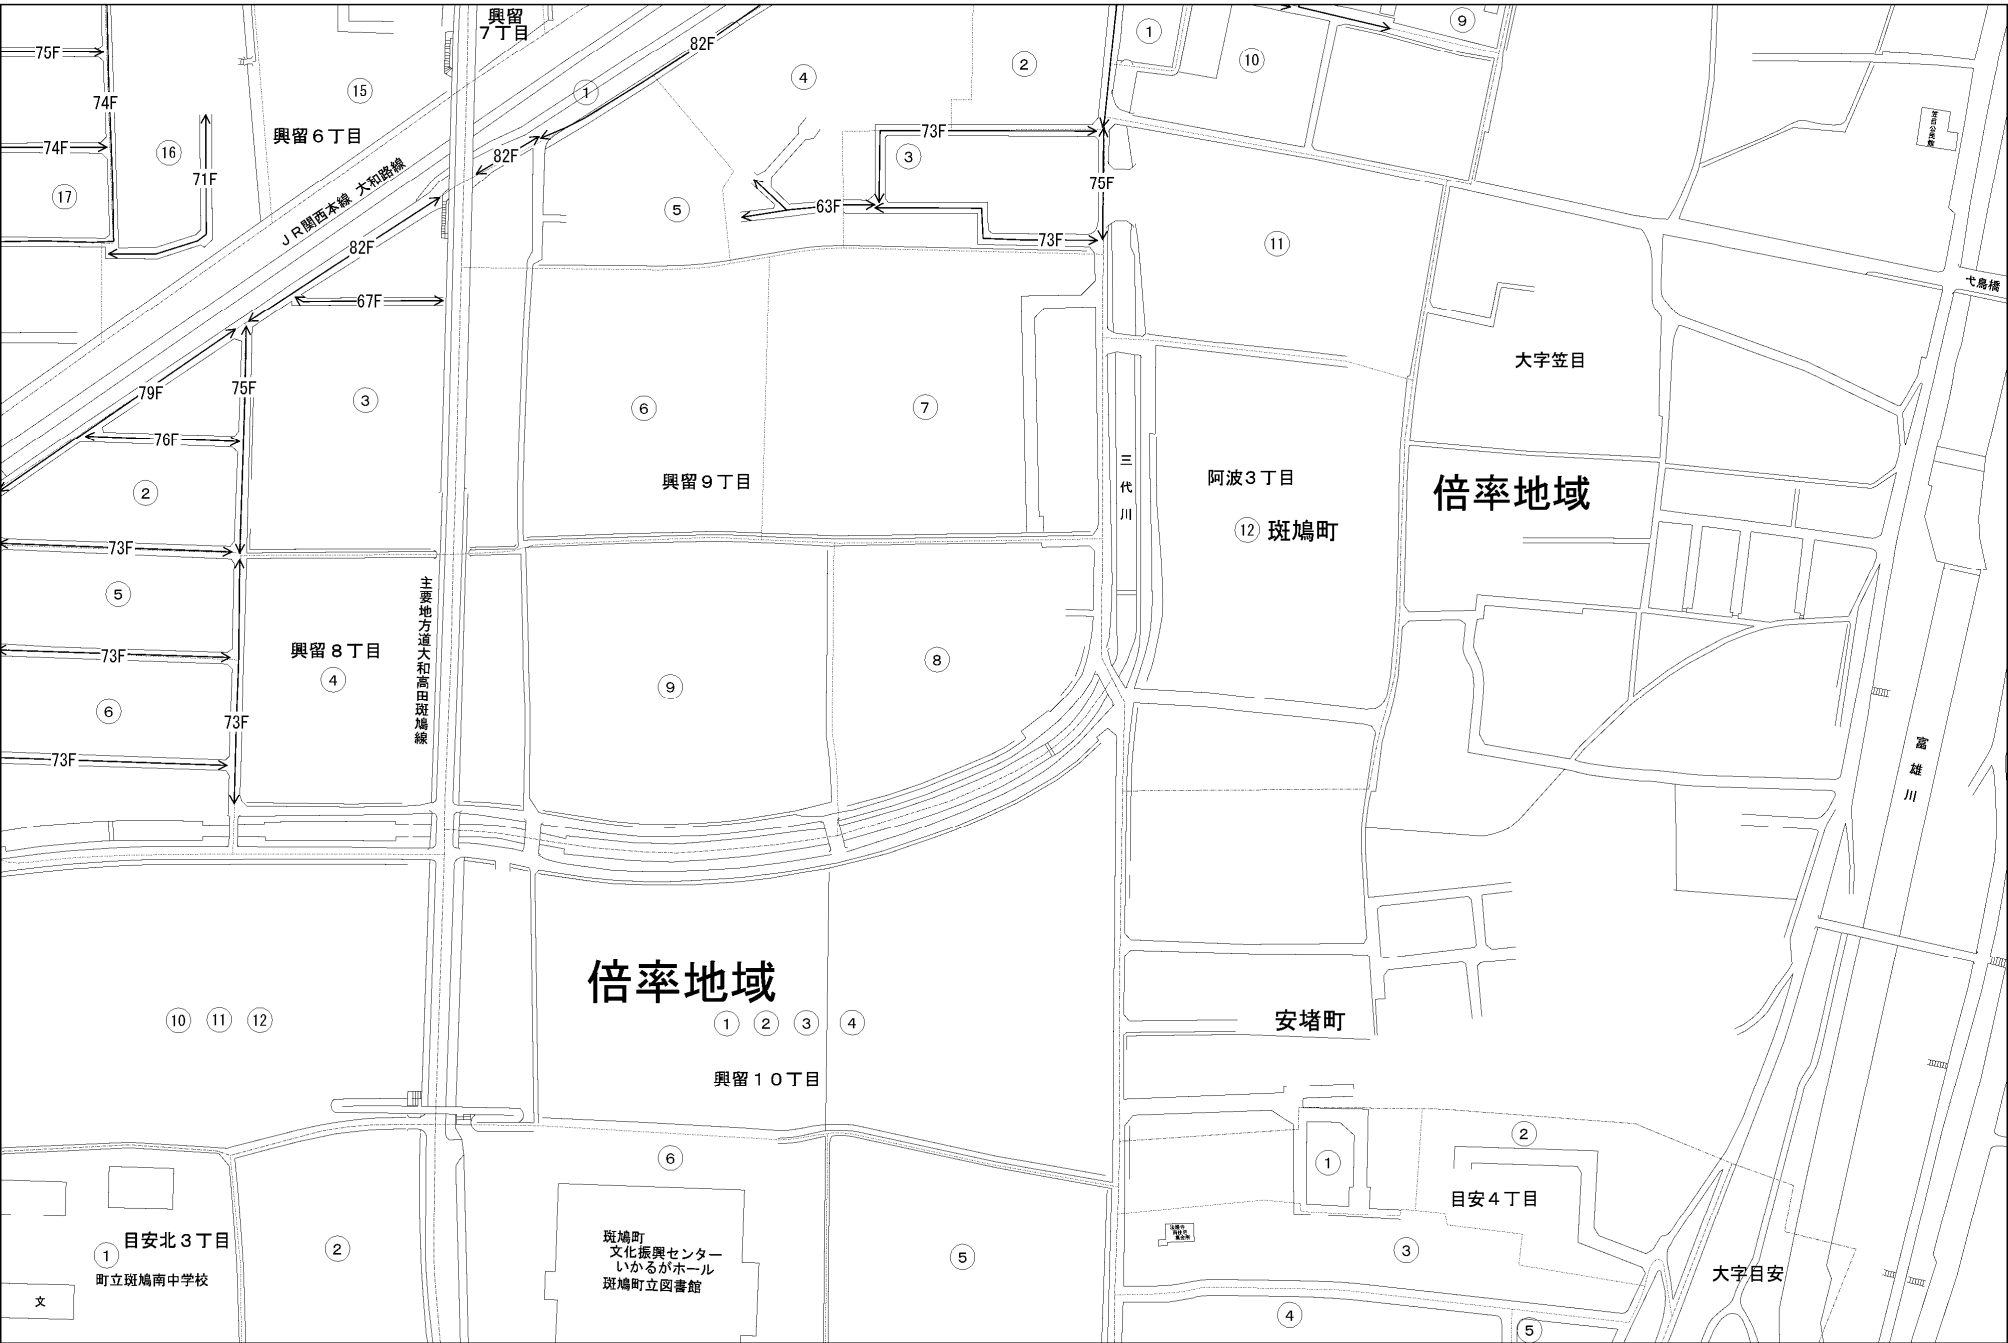 興留
7丁目
⑨
①
②
④
⑩
82F
75F
74F
①
⑮
興留6丁目
73F
74F
⑯
82F
③
71F
75F
⑰
63F
⑤
JR関西本線 大和路線
73F
⑪
82F
弋鳥橋
67F
大字笠目
79F
75F
③
⑥
⑦
76F
三代川
興留9丁目
阿波3丁目
倍率地域
②
⑫
斑鳩町
73F
主要地方道大和高田斑鳩線
⑤
73F
興留8丁目
④
⑧
⑨
⑥
73F
73F
富雄川
倍率地域
⑩ ⑪ ⑫
① ② ③ ④
安堵町
興留10丁目
②
①
⑥
目安4丁目
目安北3丁目
①
町立斑鳩南中学校
文
②
斑鳩町
文化振興センター
いかるがホール
斑鳩町立図書館
⑤
③
大字目安
④
⑤